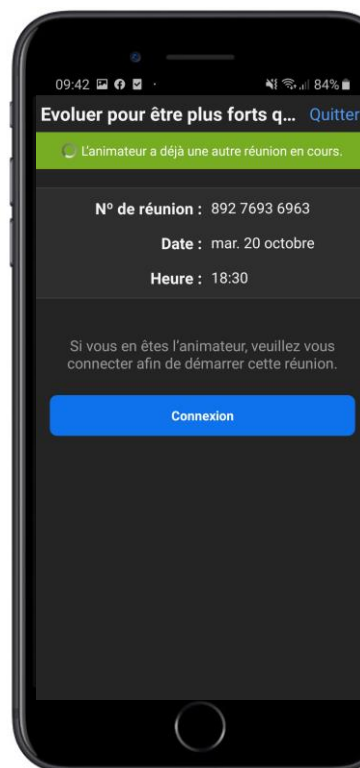 09:42 84%
Evoluer pour être plus forts q... Quitter
L'animateur a déjà une autre réunion en cours.
Nº de réunion : 892 7693 6963
Date : mar. 20 octobre
Heure : 18:30
Si vous en êtes l'animateur, veuillez vous
connecter afin de démarrer cette réunion.
Connexion